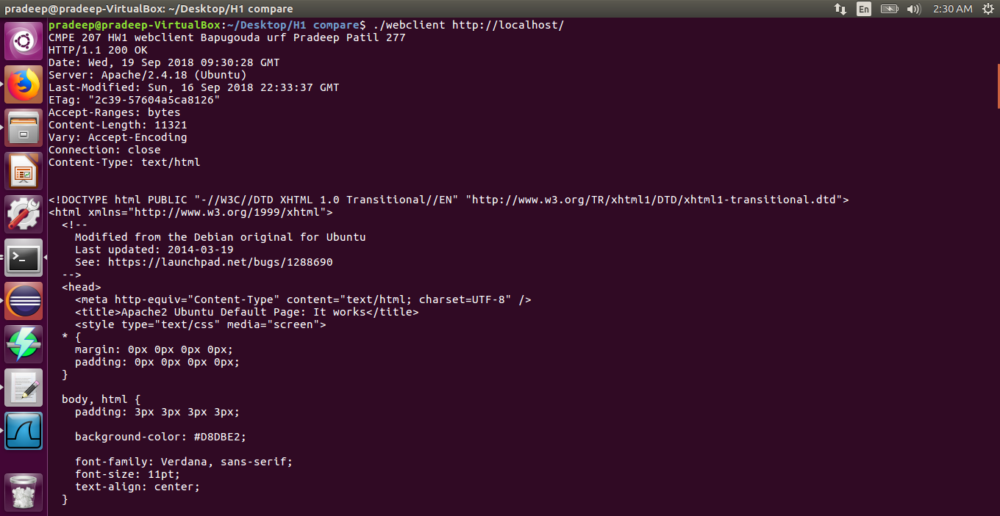 pradeep@pradeep-VirtualBox: ~/Desktop/H1 compare
En
2:30 AM
pradeep@pradeep-VirtualBox:~/Desktop/H1 compare$ ./webclient http://localhost/
CMPE 207 HW1 webclient Bapugouda urf Pradeep Patil 277
HTTP/1.1 200 OK
Date: Wed, 19 Sep 2018 09:30:28 GMT
Server: Apache/2.4.18 (Ubuntu)
Last-Modified: Sun, 16 Sep 2018 22:33:37 GMT
ETag: "2c39-57604a5ca8126"
Accept-Ranges: bytes
Content-Length: 11321
Vary: Accept-Encoding
Connection: close
Content-Type: text/html
<!DOCTYPE html PUBLIC "-//W3C//DTD XHTML 1.0 Transitional//EN" "http://www.w3.org/TR/xhtml1/DTD/xhtml1-transitional.dtd">
<html xmlns="http://www.w3.org/1999/xhtml">
  <!--
    Modified from the Debian original for Ubuntu
    Last updated: 2014-03-19
    See: https://launchpad.net/bugs/1288690
  -->
  <head>
    <meta http-equiv="Content-Type" content="text/html; charset=UTF-8" />
    <title>Apache2 Ubuntu Default Page: It works</title>
    <style type="text/css" media="screen">
  * {
    margin: 0px 0px 0px 0px;
    padding: 0px 0px 0px 0px;
  }
  body, html {
    padding: 3px 3px 3px 3px;
    background-color: #D8DBE2;
    font-family: Verdana, sans-serif;
    font-size: 11pt;
    text-align: center;
  }